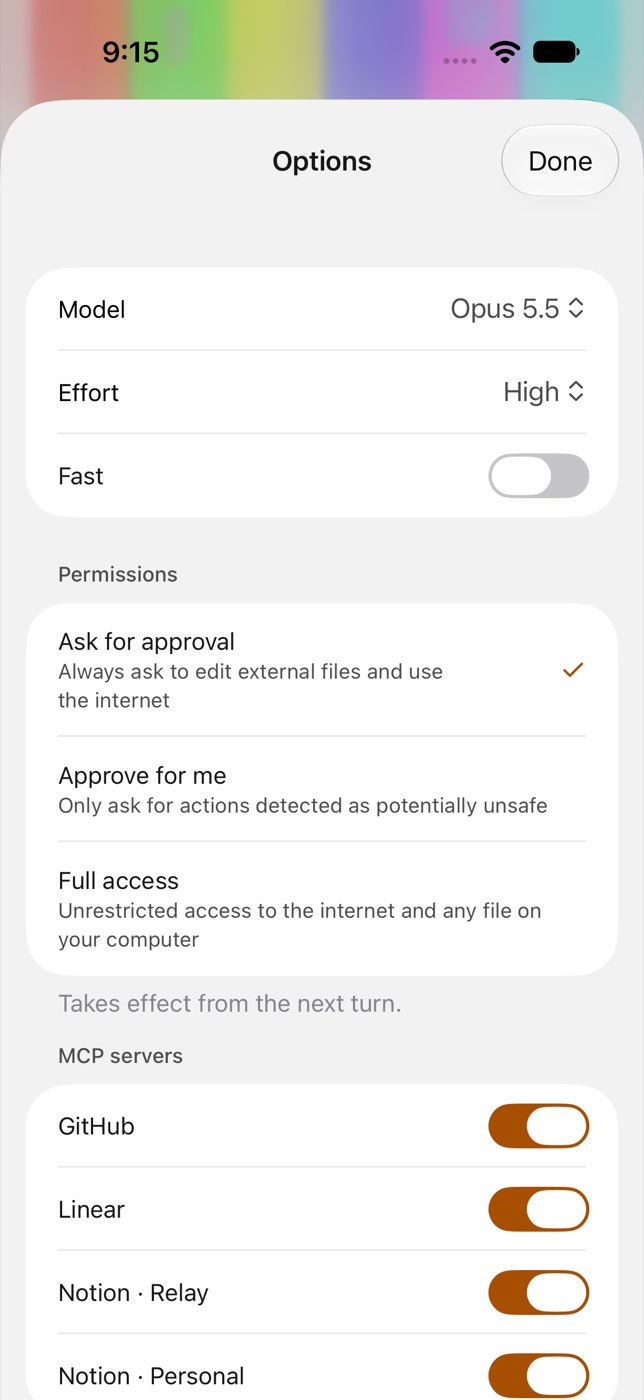 9:15
Options
Done
Model
Opus 5.5
Effort
High
Fast
Permissions
Ask for approval
Always ask to edit external files and use
the internet
Approve for me
Only ask for actions detected as potentially unsafe
Full access
Unrestricted access to the internet and any file on
your computer
Takes effect from the next turn.
MCP servers
GitHub
Linear
Notion · Relay
Notion · Personal